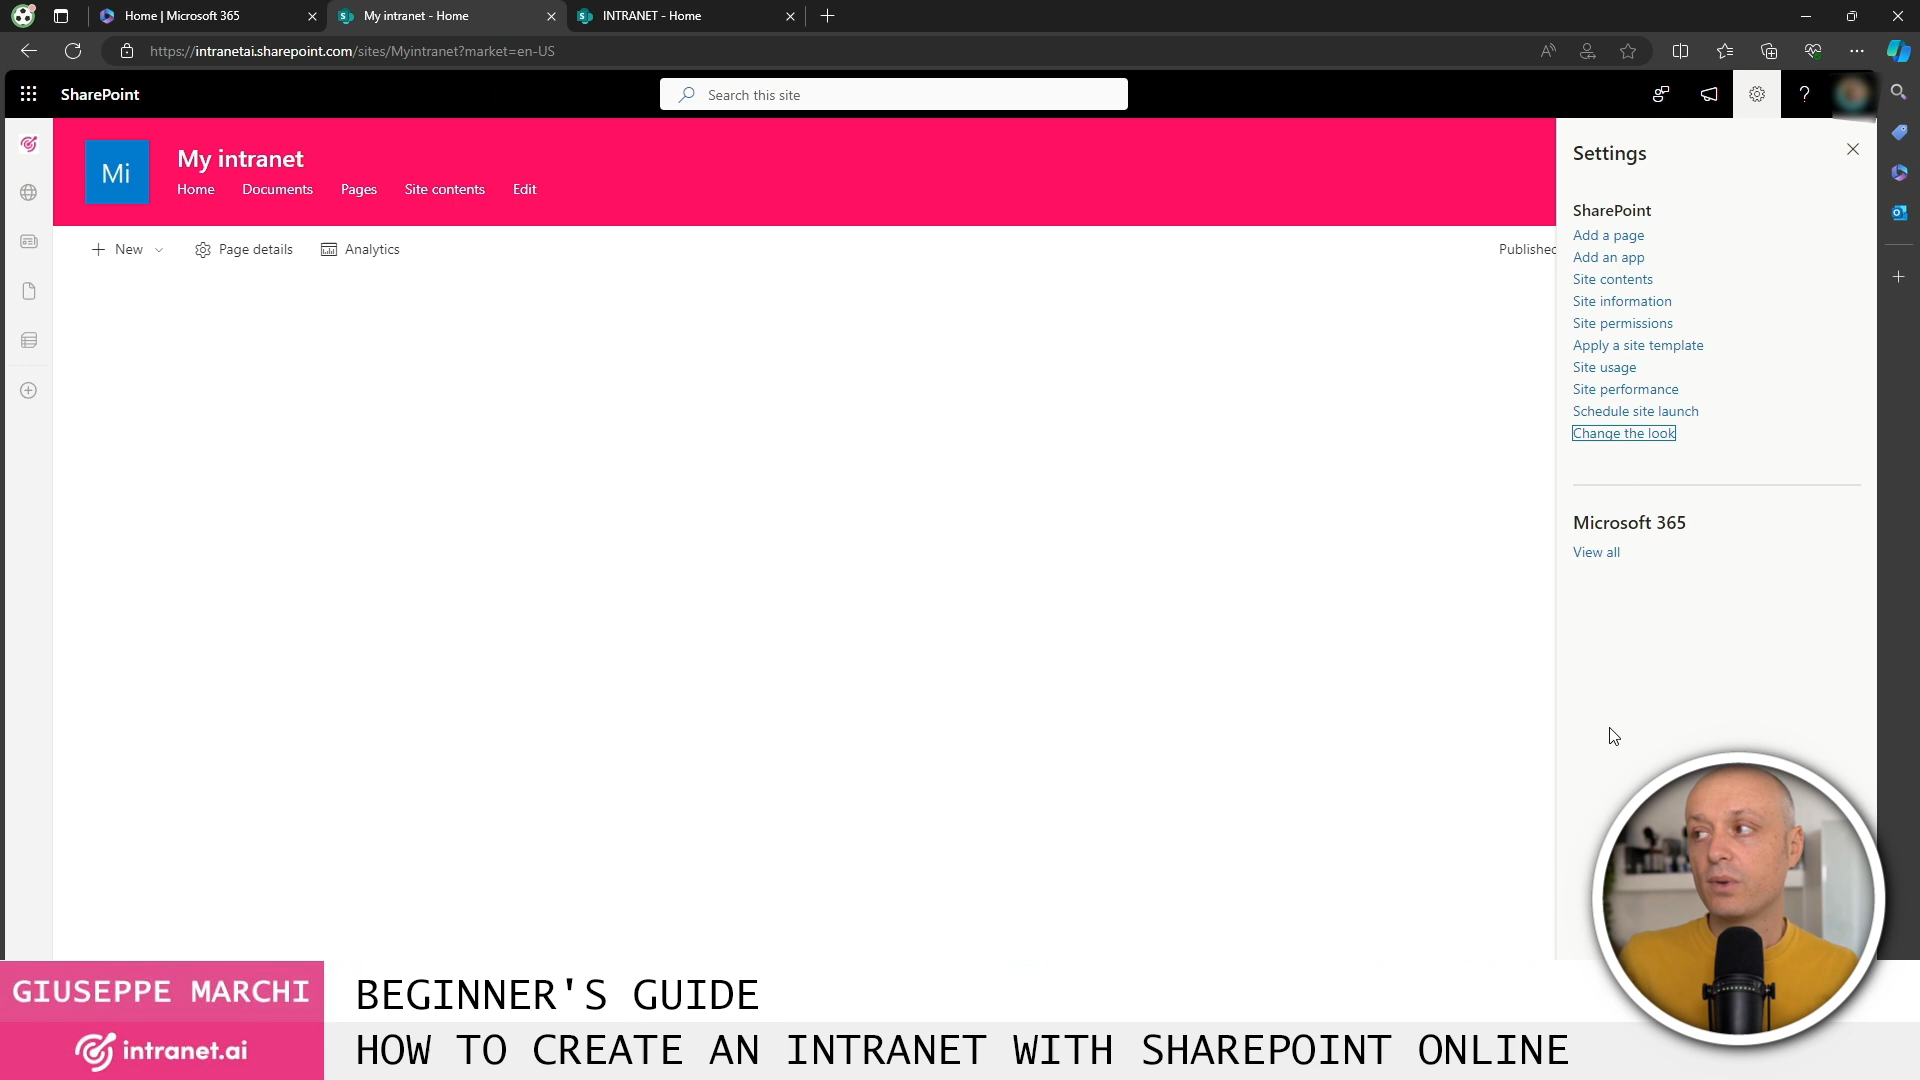 Home | Microsoft 365
My intranet - Home
INTRANET - Home
https://intranetai.sharepoint.com/sites/Myintranet?market=en-US
SharePoint
Search this site
Mi
My intranet
Home
Documents
Pages
Site contents
Edit
New
Page details
Analytics
Published
Settings
SharePoint
Add a page
Add an app
Site contents
Site information
Site permissions
Apply a site template
Site usage
Site performance
Schedule site launch
Change the look
Microsoft 365
View all
GIUSEPPE MARCHI
intranet.ai
BEGINNER'S GUIDE
HOW TO CREATE AN INTRANET WITH SHAREPOINT ONLINE